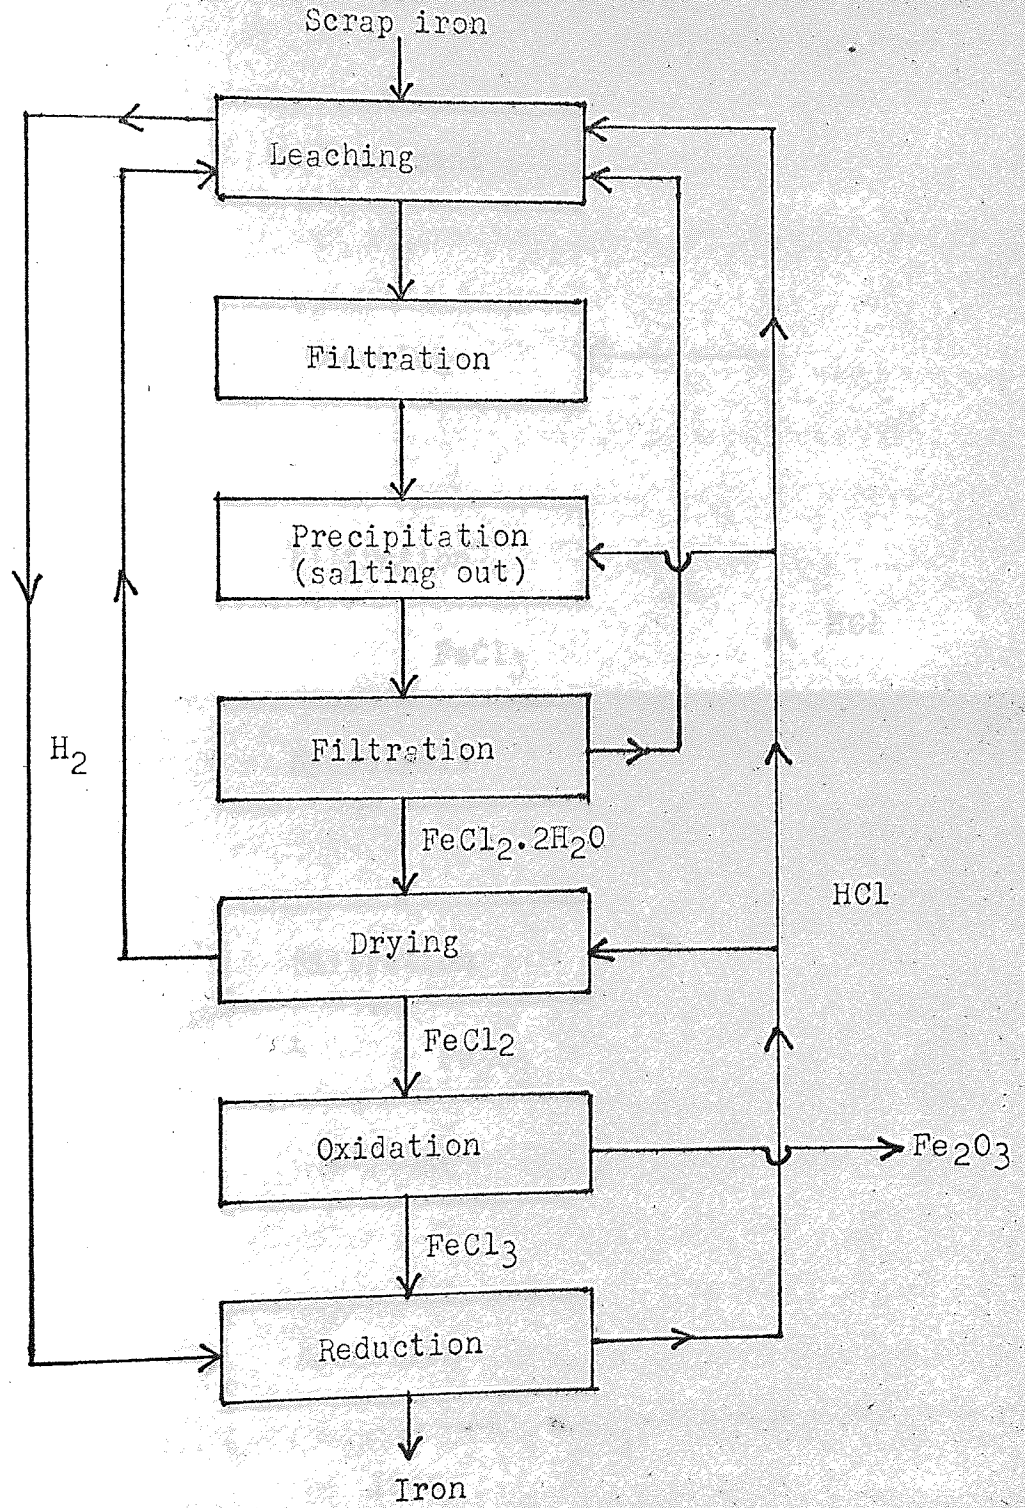 Scrap iron
Leaching
Filtration
Precipitation
(salting out)
Filtration
H2
FeCl2.2H2O
HCl
Drying
FeCl2
Oxidation
Fe2O3
FeCl3
Reduction
Iron